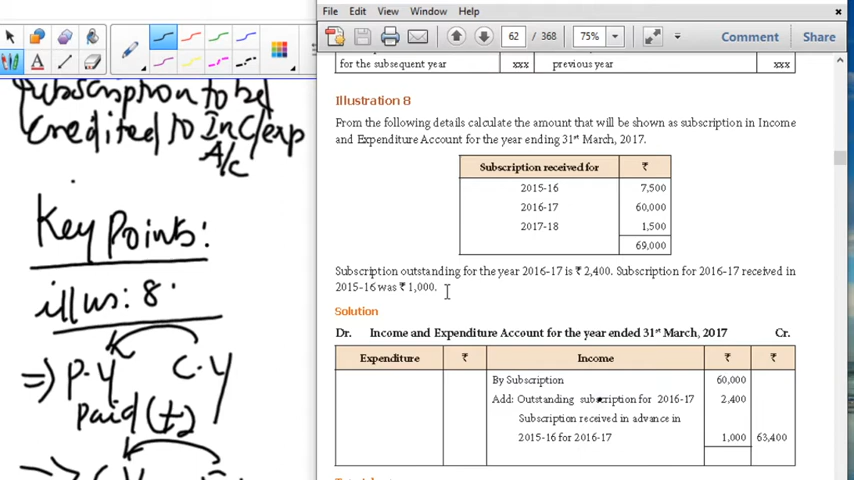 File Edit View Window Help
62 / 368 75% Comment Share
subscription to be
credited to Inc/exp
A/c
Key Points:
illus: 8.
=> P.Y C.Y
paid (+)
for the subsequent year xxx previous year xxx
Illustration 8
From the following details calculate the amount that will be shown as subscription in Income
and Expenditure Account for the year ending 31st March, 2017.
Subscription received for ₹
2015-16 7,500
2016-17 60,000
2017-18 1,500
69,000
Subscription outstanding for the year 2016-17 is ₹ 2,400. Subscription for 2016-17 received in
2015-16 was ₹ 1,000.
Solution
Dr. Income and Expenditure Account for the year ended 31st March, 2017 Cr.
Expenditure ₹ Income ₹ ₹
By Subscription 60,000
Add: Outstanding subscription for 2016-17 2,400
Subscription received in advance in
2015-16 for 2016-17 1,000 63,400